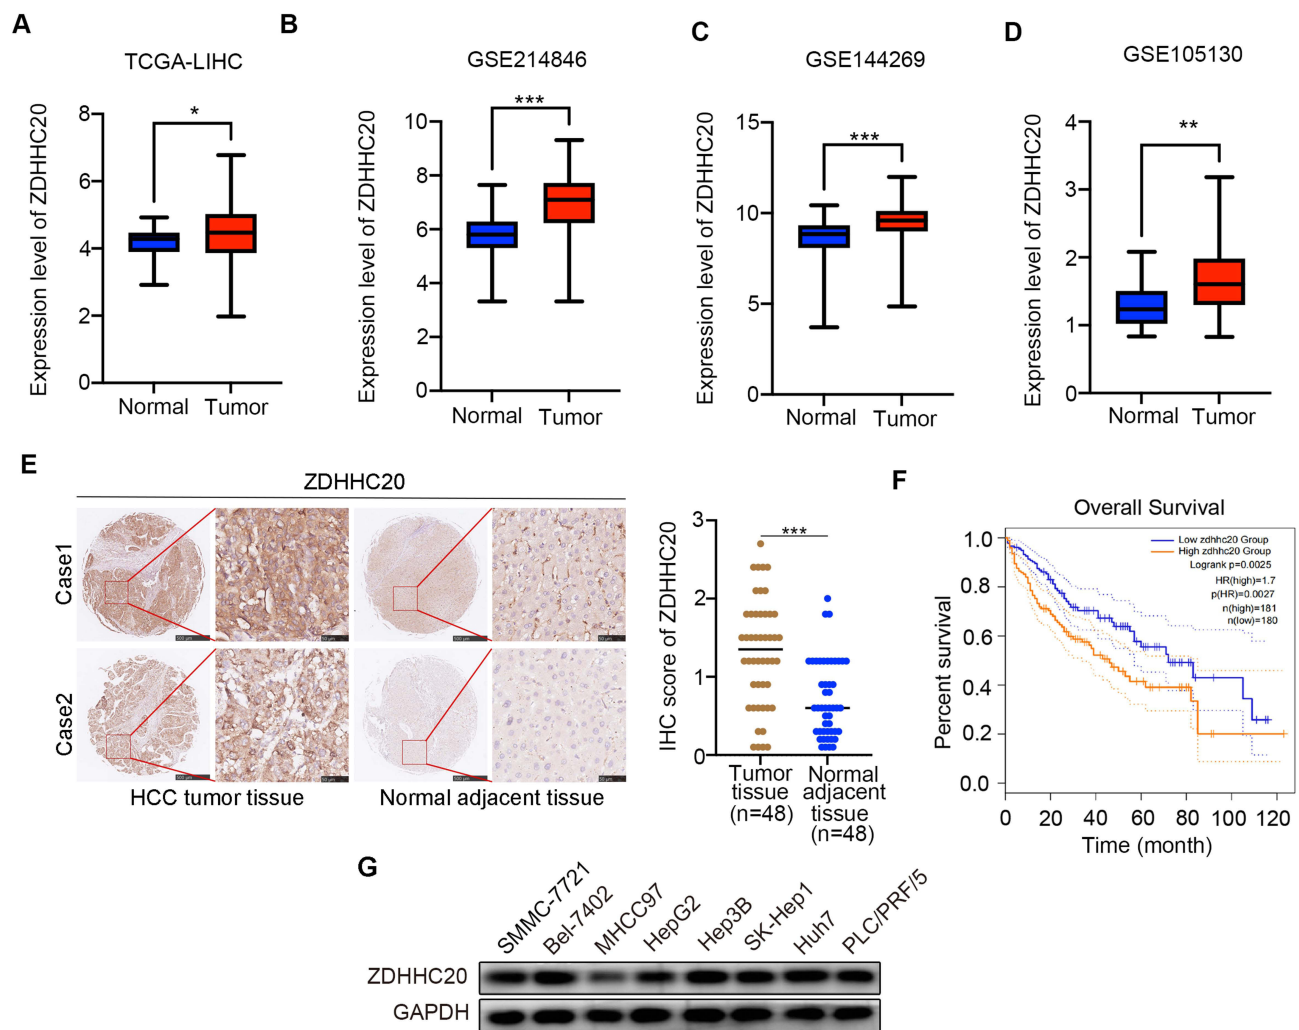 A
TCGA-LIHC
Expression level of ZDHHC20
8
6
4
2
0
*
Normal
Tumor
B
GSE214846
Expression level of ZDHHC20
10
8
6
4
2
0
***
Normal
Tumor
C
GSE144269
Expression level of ZDHHC20
15
10
5
0
***
Normal
Tumor
D
GSE105130
Expression level of ZDHHC20
4
3
2
1
0
**
Normal
Tumor
E
ZDHHC20
Case1
Case2
HCC tumor tissue
Normal adjacent tissue
IHC score of ZDHHC20
3
2
1
0
***
Tumor
tissue
(n=48)
Normal
adjacent
tissue
(n=48)
F
Overall Survival
Percent survival
1.0
0.8
0.6
0.4
0.2
0.0
Low zdhhc20 Group
High zdhhc20 Group
Logrank p=0.0025
HR(high)=1.7
p(HR)=0.0027
n(high)=181
n(low)=180
0 20 40 60 80 100 120
Time (month)
G
SMMC-7721
Bel-7402
MHCC97
HepG2
Hep3B
SK-Hep1
Huh7
PLC/PRF/5
ZDHHC20
GAPDH